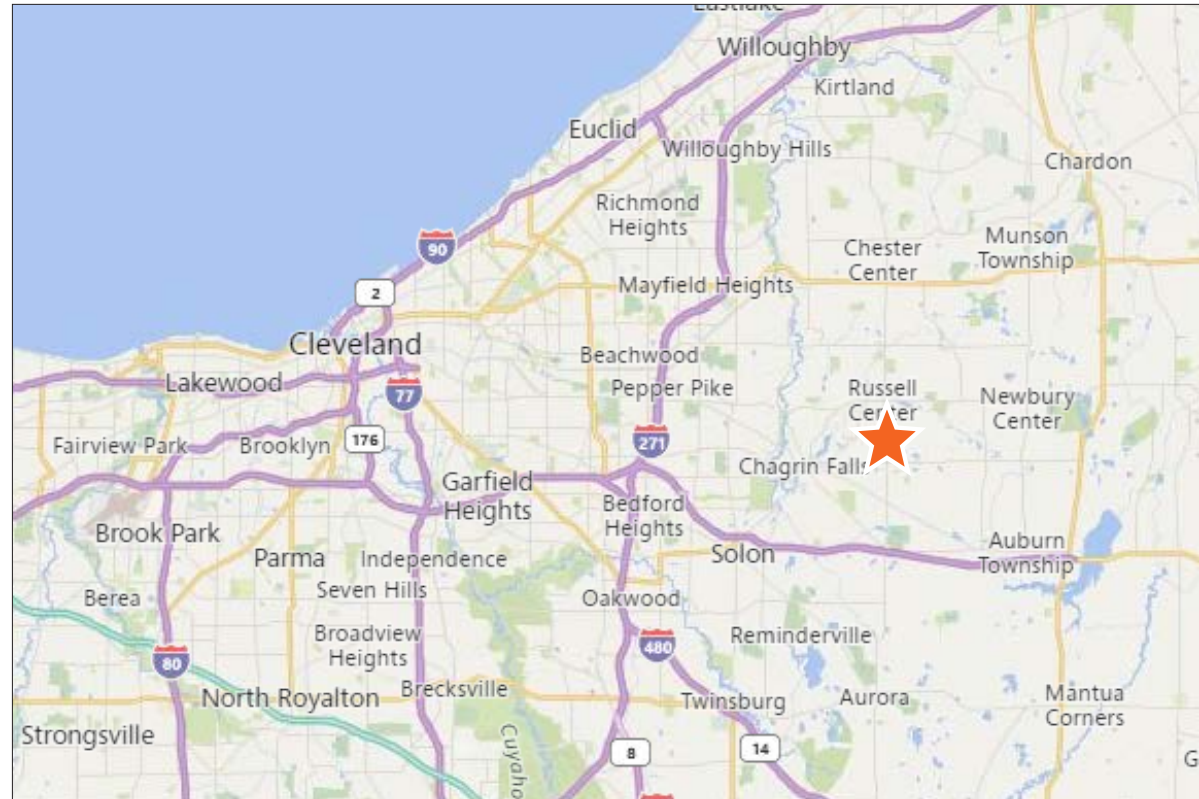 Eastlake
Willoughby
Kirtland
Euclid
Willoughby Hills
Chardon
Richmond
Heights
90
Chester
Center
Munson
Township
2
Mayfield Heights
Cleveland
Beachwood
Lakewood
77
Pepper Pike
Russell
Center
Newbury
Center
Fairview Park
Brooklyn
176
271
Chagrin Falls
Garfield
Heights
Bedford
Heights
Brook Park
Parma
Independence
Solon
Auburn
Township
Seven Hills
Berea
Oakwood
Broadview
Heights
Reminderville
80
480
North Royalton
Brecksville
Twinsburg
Aurora
Mantua
Corners
Strongsville
Cuyaho
8
14
G